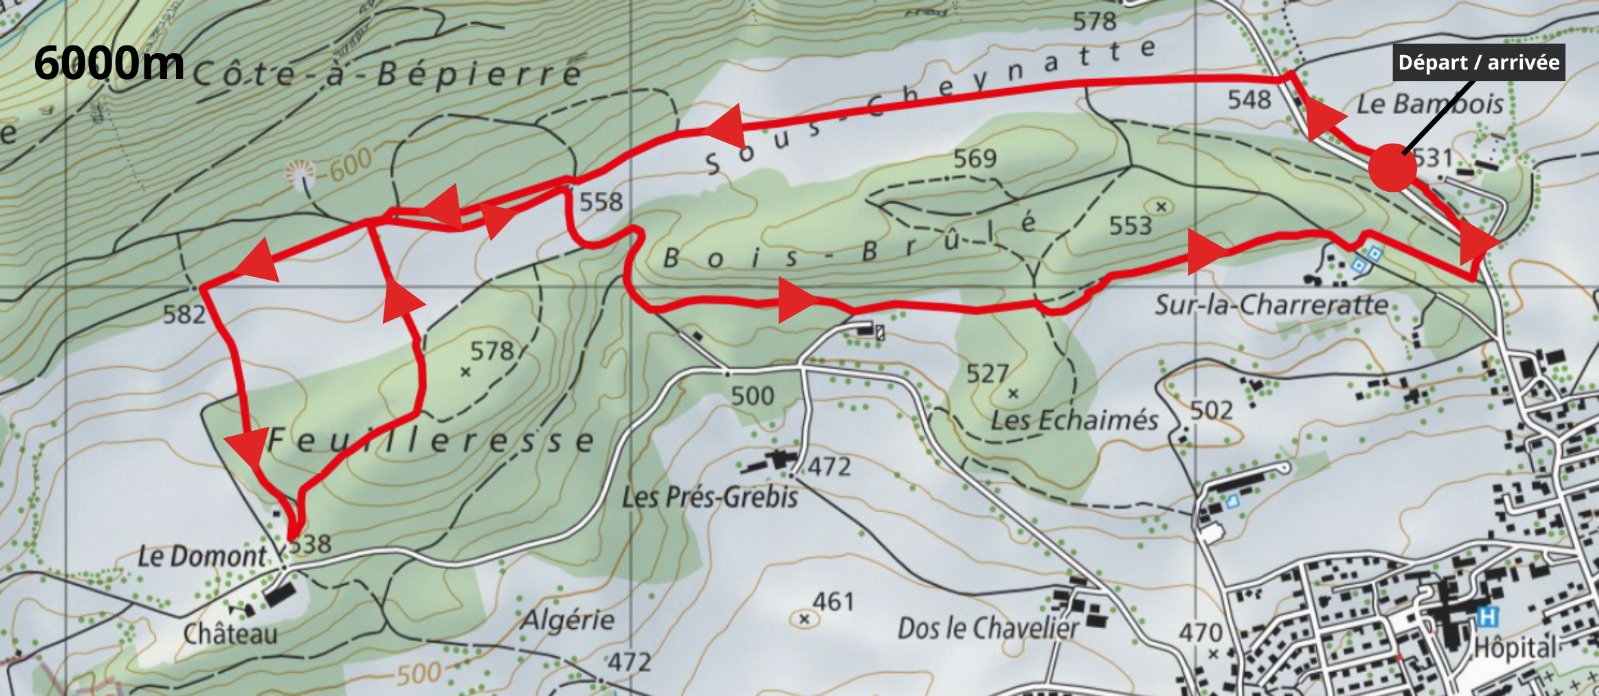 6000m
Départ / arrivée
578
Côte-à-Bépierre
Sous-Cheynatte
548
Le Bambois
e
600
569
531
558
553
Bois-Brûlé
582
Sur-la-Charreratte
578
527
500
Les Echaimés
502
Feuilleresse
472
Les Prés-Grebis
538
Le Domont
461
Algérie
Dos le Chavelier
470
H
Hôpital
Château
472
500